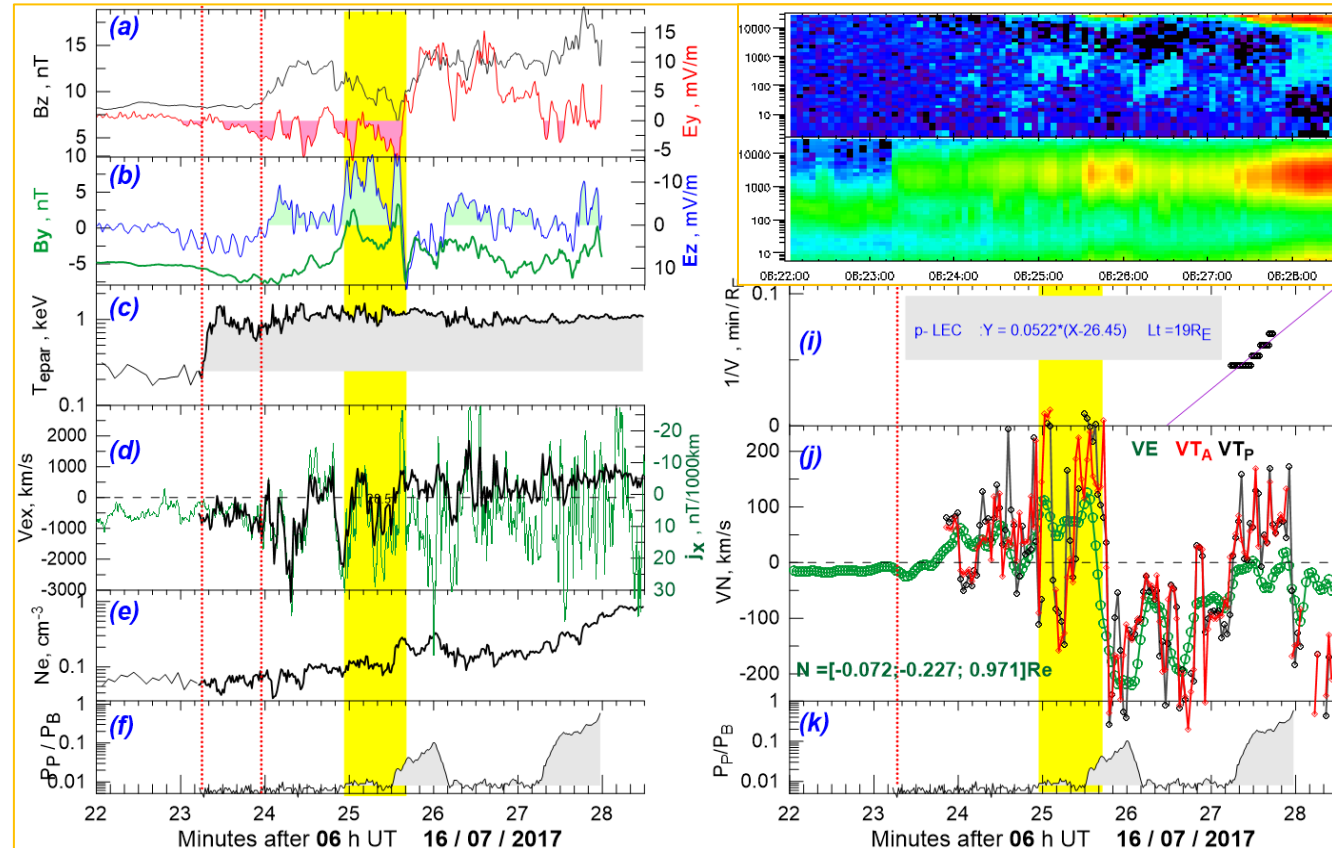 (a)
Bz , nT
15
10
5
15
10
5
0
-5
Ey , mV/m
(b)
By , nT
10
5
0
-5
-10
0
10
Ez , mV/m
(c)
Tepar , keV
1
0.1
(d)
Vex, km/s
2000
1000
0
-1000
-2000
-3000
-20
-10
0
10
20
30
jx , nT/1000km
(e)
Ne, cm-3
1
0.1
(f)
PP / PB
1
0.1
0.01
22 23 24 25 26 27 28
Minutes after 06 h UT 16 / 07 / 2017
10000
1000
100
10000
1000
100
10
06:22:00 06:23:00 06:24:00 06:25:00 06:26:00 06:27:00 06:28:00
(i)
1/V , min/RE
0.1
0
p- LEC :Y = 0.0522*(X-26.45) Lt =19RE
(j)
VE VTA VTP
VN, km/s
200
100
0
-100
-200
N =[-0.072;-0.227; 0.971]Re
(k)
PP/PB
1
0.1
0.01
22 23 24 25 26 27 28
Minutes after 06 h UT 16 / 07 / 2017